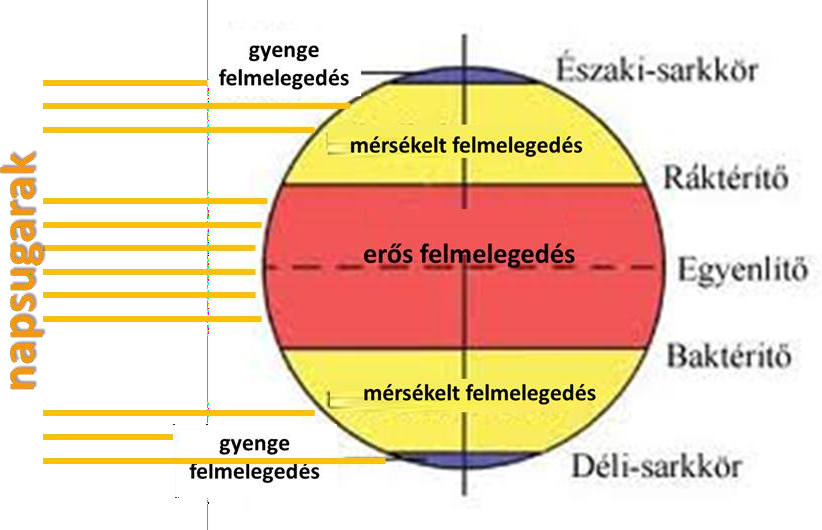 gyenge
felmelegedés
Északi-sarkkör
mérsékelt felmelegedés
Ráktérítő
napsugarak
erős felmelegedés
Egyenlítő
Baktérítő
mérsékelt felmelegedés
gyenge
felmelegedés
Déli-sarkkör